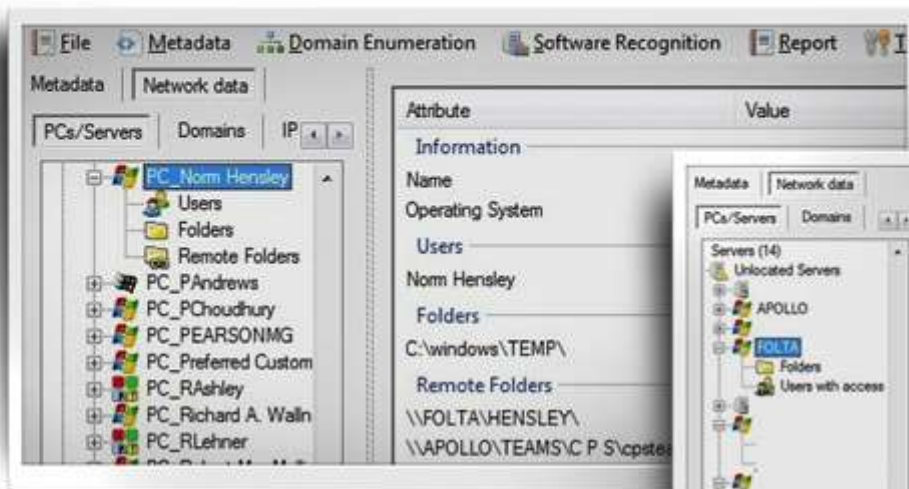 File Metadata Domain Enumeration Software Recognition Report
Metadata Network data
PCs/Servers Domains IP
PC_Norm Hensley
Users
Folders
Remote Folders
PC_PAndrews
PC_PChoudhury
PC_PEARSONMG
PC_Preferred Custom
PC_RAshley
PC_Richard A. Walln
PC_RLehner
Attribute Value
Information
Name
Operating System
Users
Norm Hensley
Folders
C:\windows\TEMP\
Remote Folders
\\FOLTA\HENSLEY\
\\APOLLO\TEAMS\C P S\cpstea
Metadata Network data
PCs/Servers Domains
Servers (14)
Unlocated Servers
APOLLO
FOLTA
Folders
Users with access